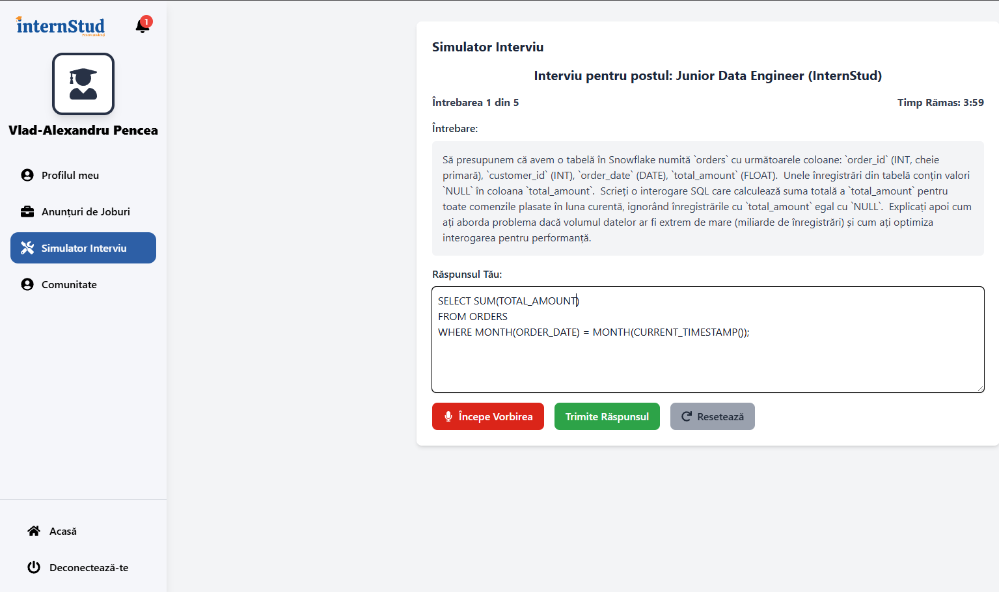 internStud
Pentru studenți
1
Vlad-Alexandru Pencea
Profilul meu
Anunțuri de Joburi
Simulator Interviu
Comunitate
Acasă
Deconectează-te
Simulator Interviu
Interviu pentru postul: Junior Data Engineer (InternStud)
Întrebarea 1 din 5
Timp Rămas: 3:59
Întrebare:
Să presupunem că avem o tabelă în Snowflake numită `orders` cu următoarele coloane: `order_id` (INT, cheie
primară), `customer_id` (INT), `order_date` (DATE), `total_amount` (FLOAT).  Unele înregistrări din tabelă conțin valori
`NULL` în coloana `total_amount`.  Scrieți o interogare SQL care calculează suma totală a `total_amount` pentru
toate comenzile plasate în luna curentă, ignorând înregistrările cu `total_amount` egal cu `NULL`.  Explicați apoi cum
ați aborda problema dacă volumul datelor ar fi extrem de mare (miliarde de înregistrări) și cum ați optimiza
interogarea pentru performanță.
Răspunsul Tău:
SELECT SUM(TOTAL_AMOUNT)
FROM ORDERS
WHERE MONTH(ORDER_DATE) = MONTH(CURRENT_TIMESTAMP());
Începe Vorbirea
Trimite Răspunsul
Resetează